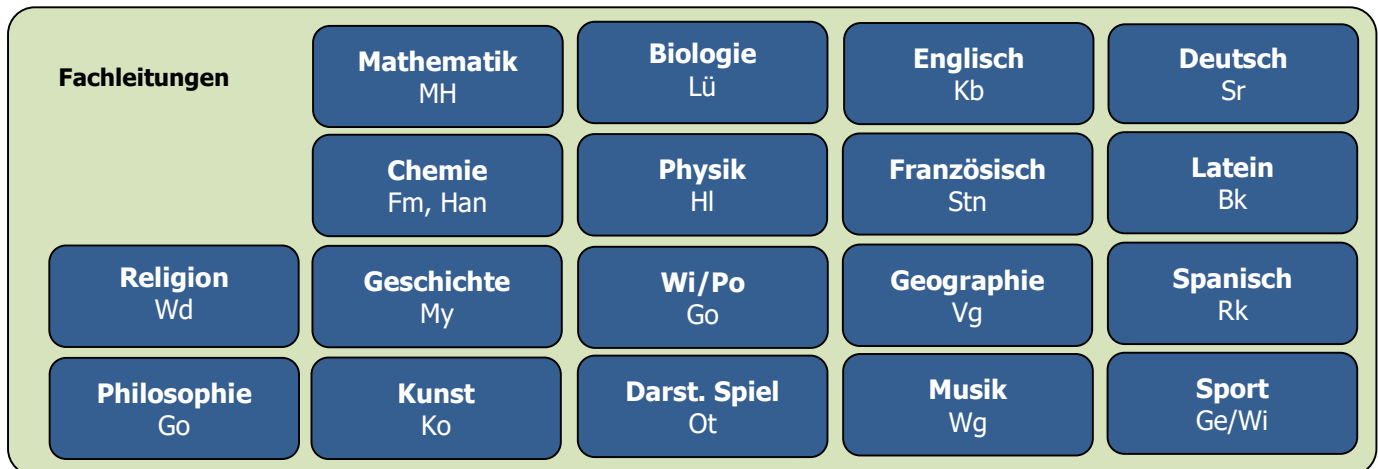 Fachleitungen
Mathematik
MH
Biologie
Lü
Englisch
Kb
Deutsch
Sr
Chemie
Fm, Han
Physik
Hl
Französisch
Stn
Latein
Bk
Religion
Wd
Geschichte
My
Wi/Po
Go
Geographie
Vg
Spanisch
Rk
Philosophie
Go
Kunst
Ko
Darst. Spiel
Ot
Musik
Wg
Sport
Ge/Wi